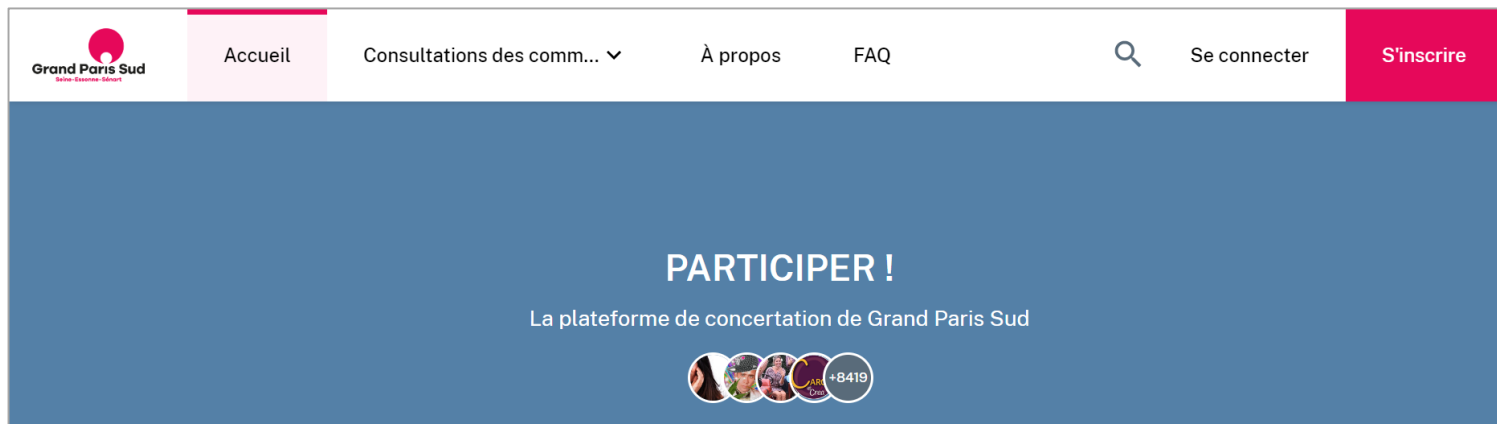 Grand Paris Sud
Seine-Essonne-Sénart
Accueil
Consultations des comm...
À propos
FAQ
Se connecter
S'inscrire
PARTICIPER !
La plateforme de concertation de Grand Paris Sud
+8419